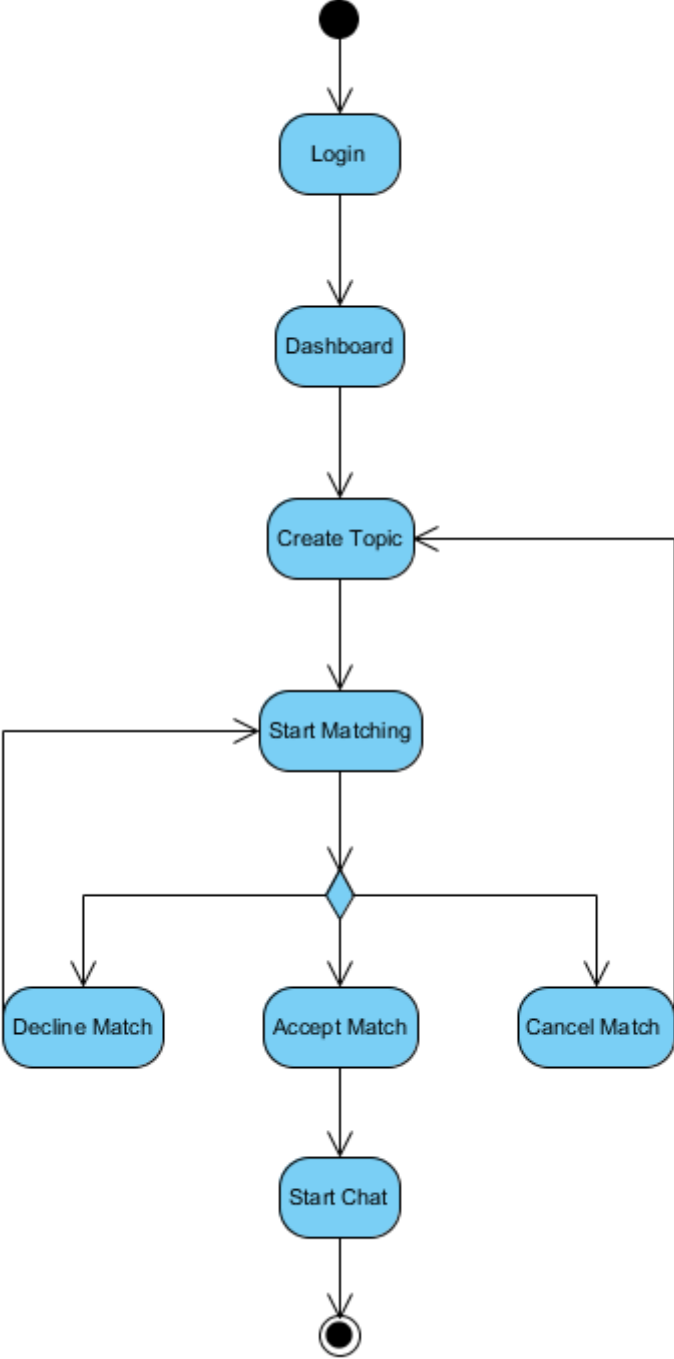 Login
Dashboard
Create Topic
Start Matching
Decline Match
Accept Match
Cancel Match
Start Chat